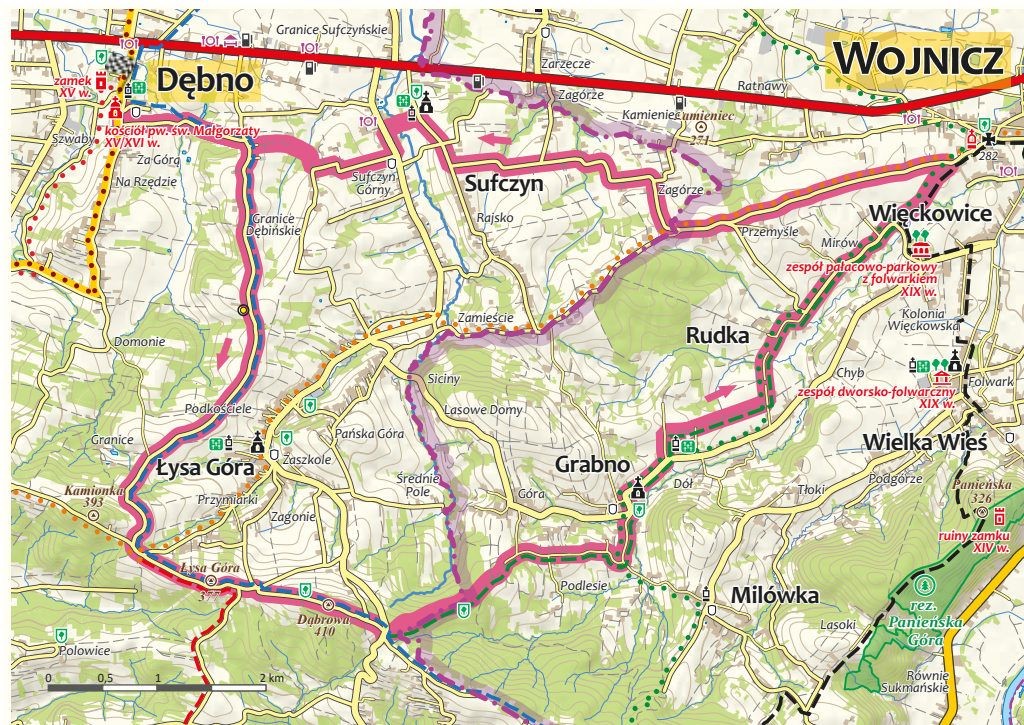 Granice Sufczyńskie
WOJNICZ
Zarzecze
Dębno
zamek
XV w.
Ratnawy
Zagórze
Kamieniec
Kamieniec
271
kościół pw. św. Małgorzaty
XV/XVI w.
Szwaby
Za Górą
282
Na Rzędzie
Sufczyn
Górny
Sufczyn
Zagórze
Granice
Dębińskie
Rajsko
Więckowice
Przemyśle
Mirów
zespół pałacowo-parkowy
z folwarkiem
XIX w.
Zamieście
Kolonia
Więckowska
Rudka
Domonie
Chyb
Siciny
Folwark
zespół dworsko-folwarczny
XIX w.
Podkościele
Lasowe Domy
Pańska Góra
Granice
Wielka Wieś
Łysa Góra
Zaszkole
Grabno
Średnie
Pole
Góra
Dół
Tłoki
Podgórze
Kamionka
393
Panieńska
326
Przymiarki
Zagonie
ruiny zamku
XIV w.
Łysa Góra
377
Podlesie
Milówka
rez.
Panieńska
Góra
Dąbrowa
410
Lasoki
Polowice
Równie
Sukmańskie
0 0,5 1 2 km